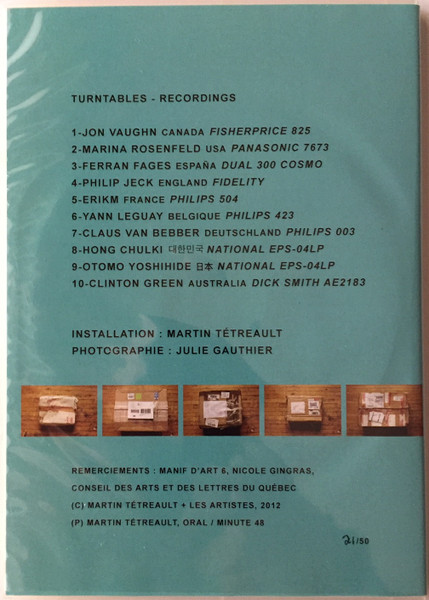 TURNTABLES - RECORDINGS
1-JON VAUGHN CANADA FISHERPRICE 825
2-MARINA ROSENFELD USA PANASONIC 7673
3-FERRAN FAGES ESPAÑA DUAL 300 COSMO
4-PHILIP JECK ENGLAND FIDELITY
5-ERIKM FRANCE PHILIPS 504
6-YANN LEGUAY BELGIQUE PHILIPS 423
7-CLAUS VAN BEBBER DEUTSCHLAND PHILIPS 003
8-HONG CHULKI 대한민국 NATIONAL EPS-04LP
9-OTOMO YOSHIHIDE 日本 NATIONAL EPS-04LP
10-CLINTON GREEN AUSTRALIA DICK SMITH AE2183
INSTALLATION : MARTIN TÉTREAULT
PHOTOGRAPHIE : JULIE GAUTHIER
REMERCIEMENTS : MANIF D'ART 6, NICOLE GINGRAS,
CONSEIL DES ARTS ET DES LETTRES DU QUÉBEC
(C) MARTIN TÉTREAULT + LES ARTISTES, 2012
(P) MARTIN TÉTREAULT, ORAL / MINUTE 48
21/50